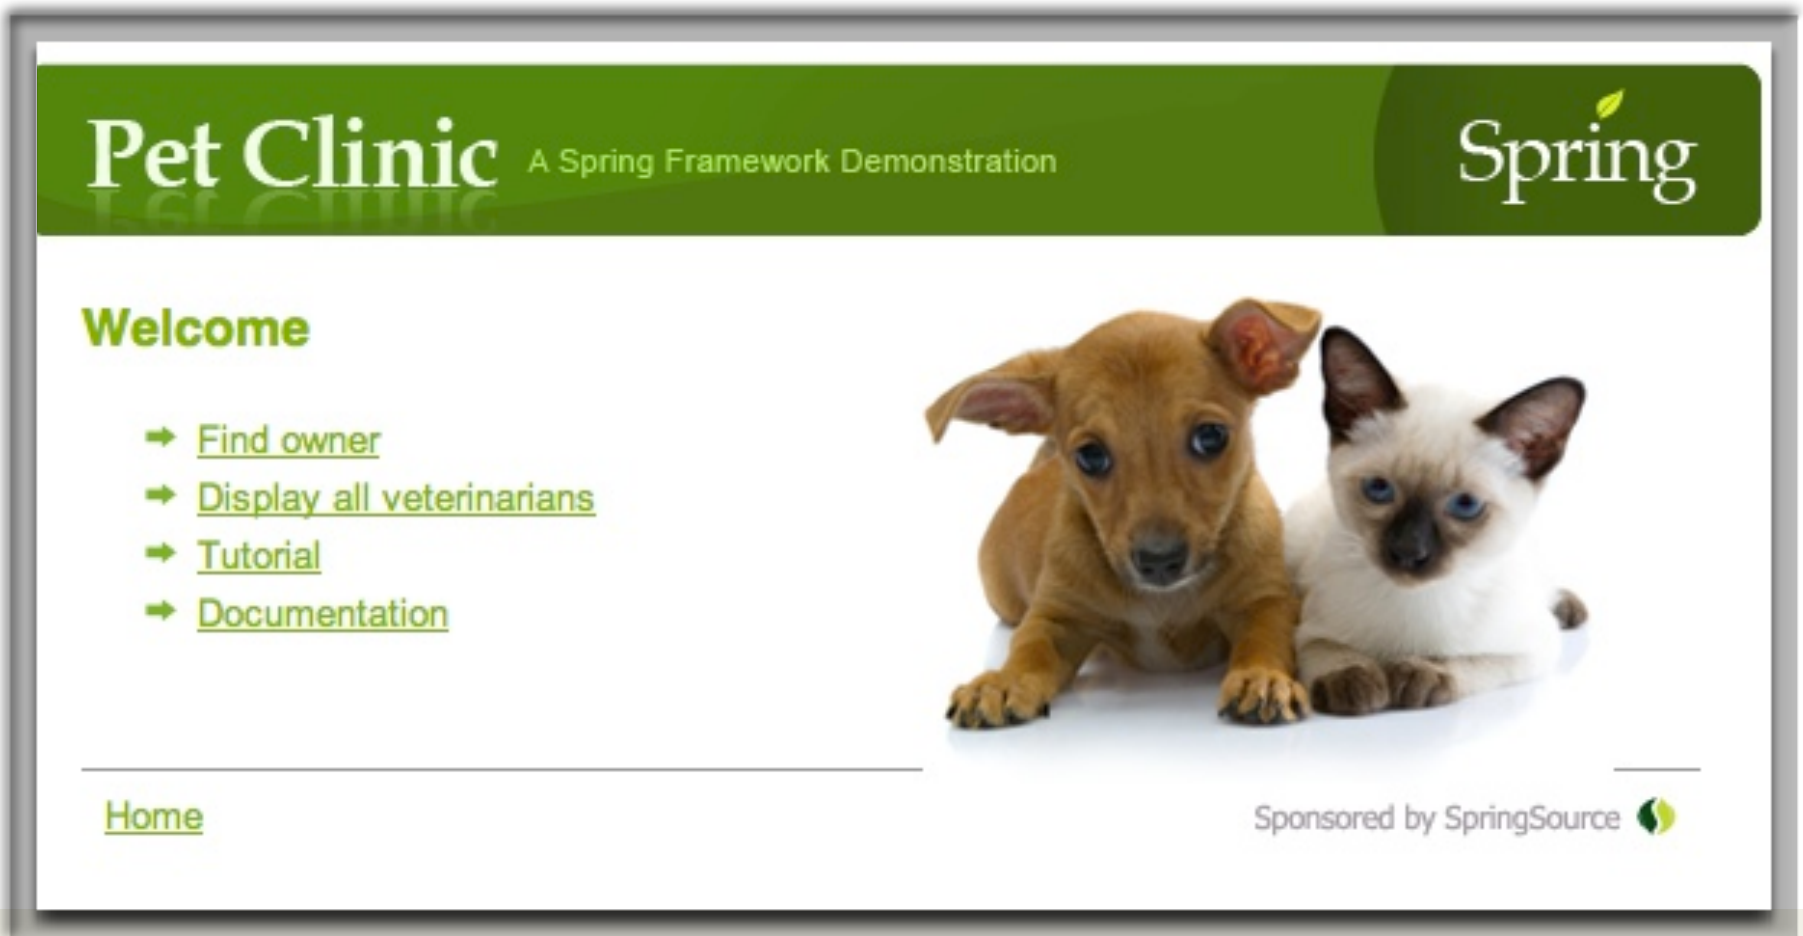 Pet Clinic A Spring Framework Demonstration
Spring
Welcome
Find owner
Display all veterinarians
Tutorial
Documentation
Home
Sponsored by SpringSource